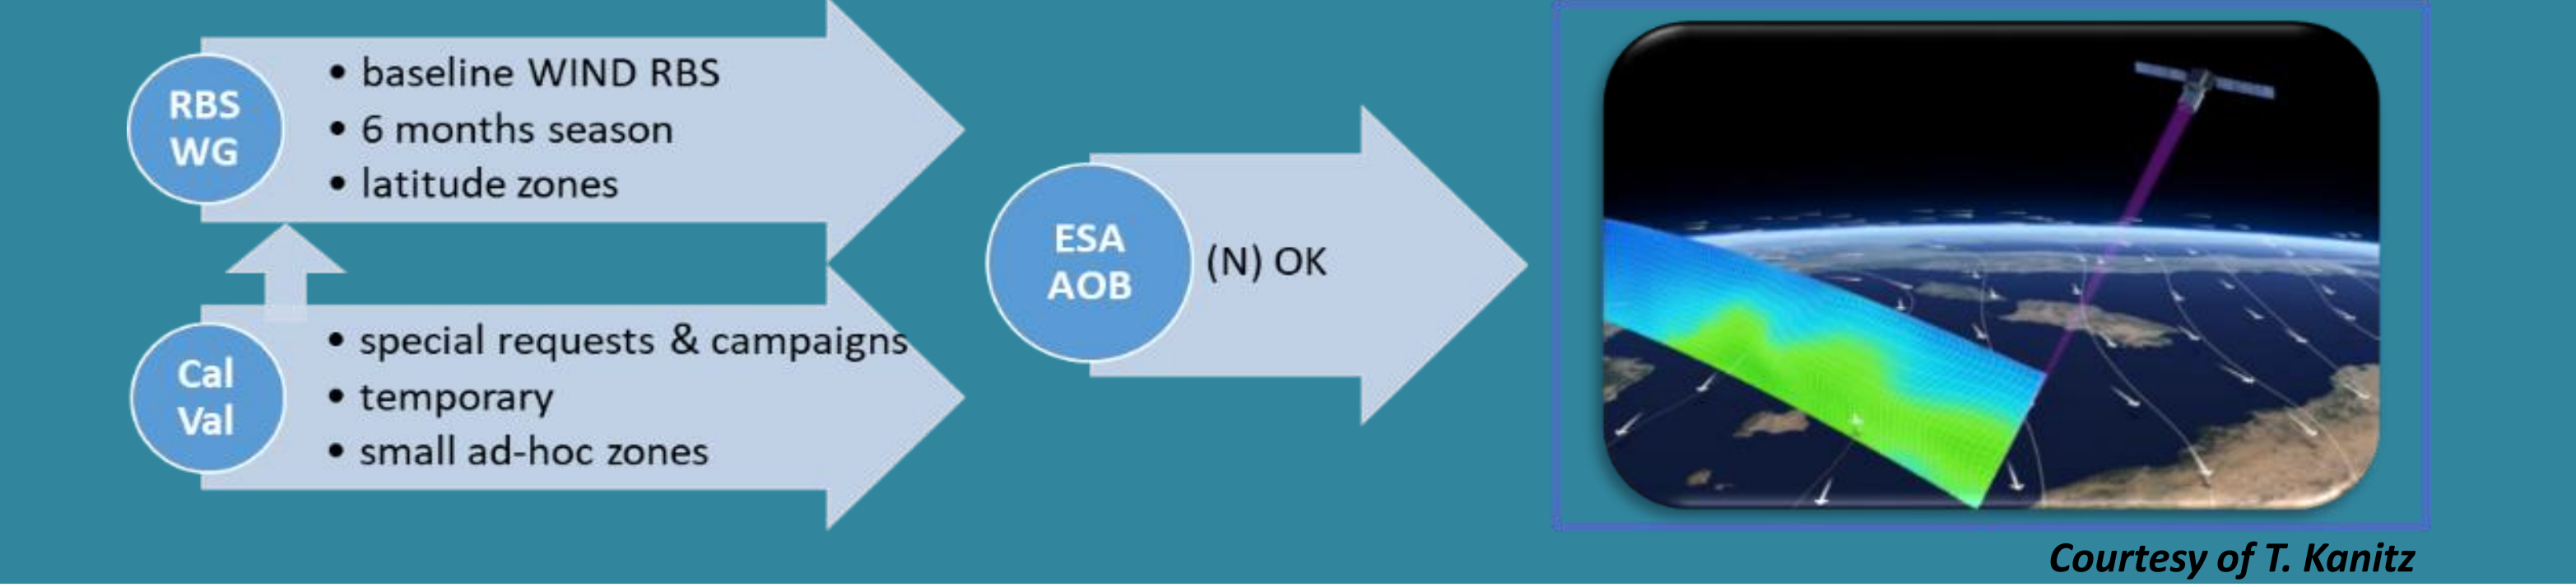 RBS
WG
• baseline WIND RBS
• 6 months season
• latitude zones
Cal
Val
• special requests & campaigns
• temporary
• small ad-hoc zones
ESA
AOB
(N) OK
Courtesy of T. Kanitz